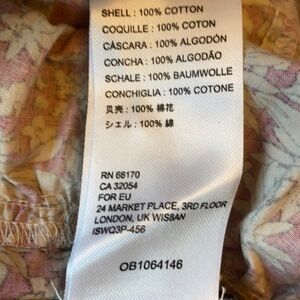 SHELL : 100% COTTON
COQUILLE : 100% COTON
CÁSCARA : 100% ALGODÓN
CONCHA : 100% ALGODÃO
SCHALE : 100% BAUMWOLLE
CONCHIGLIA : 100% COTONE
贝壳 : 100% 棉花
シェル : 100% 綿
RN 66170
CA 32054
FOR EU
24 MARKET PLACE, 3RD FLOOR
LONDON, UK W1S5AN
ISWQ3P-456
OB1064146